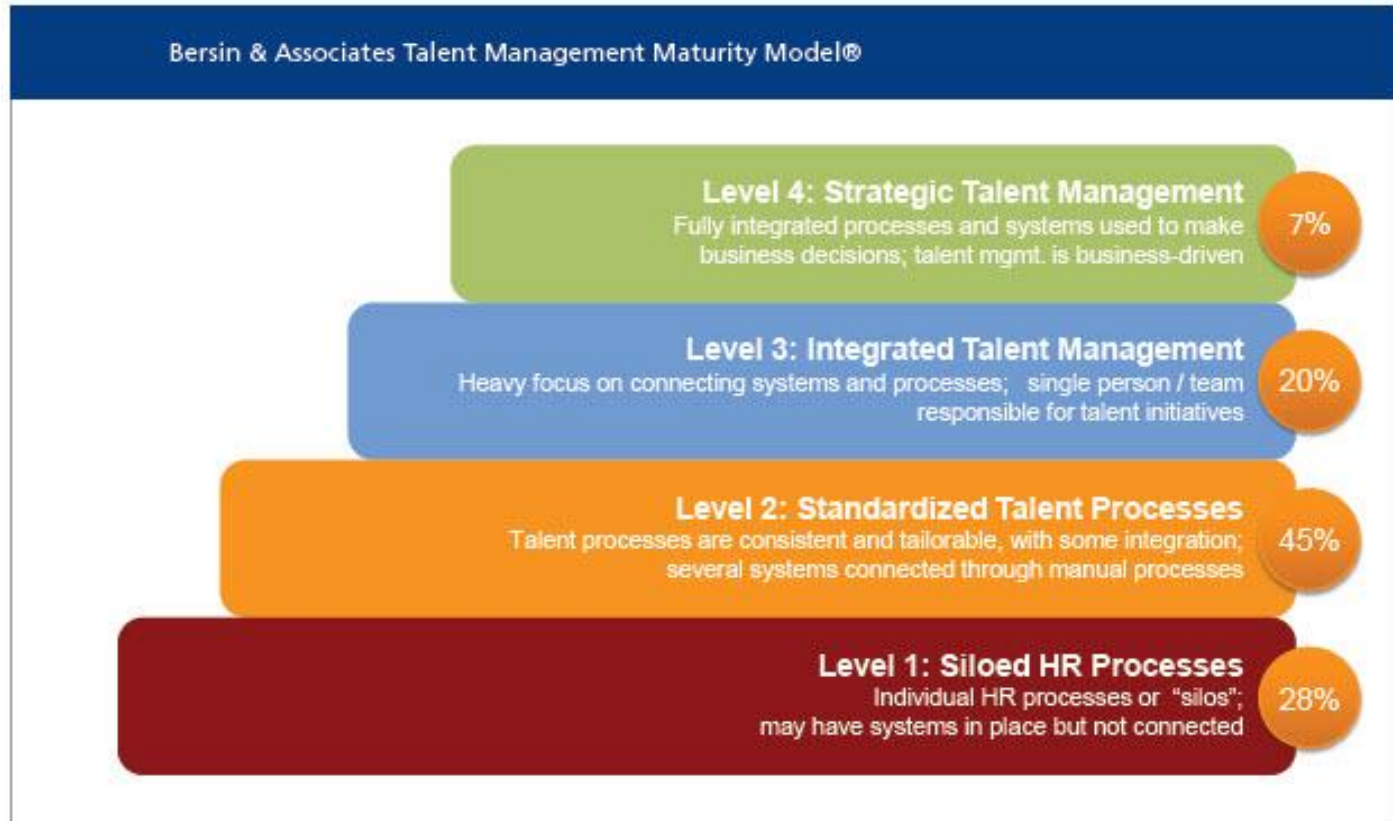 Bersin & Associates Talent Management Maturity Model®
Level 4: Strategic Talent Management
Fully integrated processes and systems used to make
business decisions; talent mgmt. is business-driven
7%
Level 3: Integrated Talent Management
Heavy focus on connecting systems and processes; single person / team
responsible for talent initiatives
20%
Level 2: Standardized Talent Processes
Talent processes are consistent and tailorable, with some integration;
several systems connected through manual processes
45%
Level 1: Siloed HR Processes
Individual HR processes or “silos”;
may have systems in place but not connected
28%